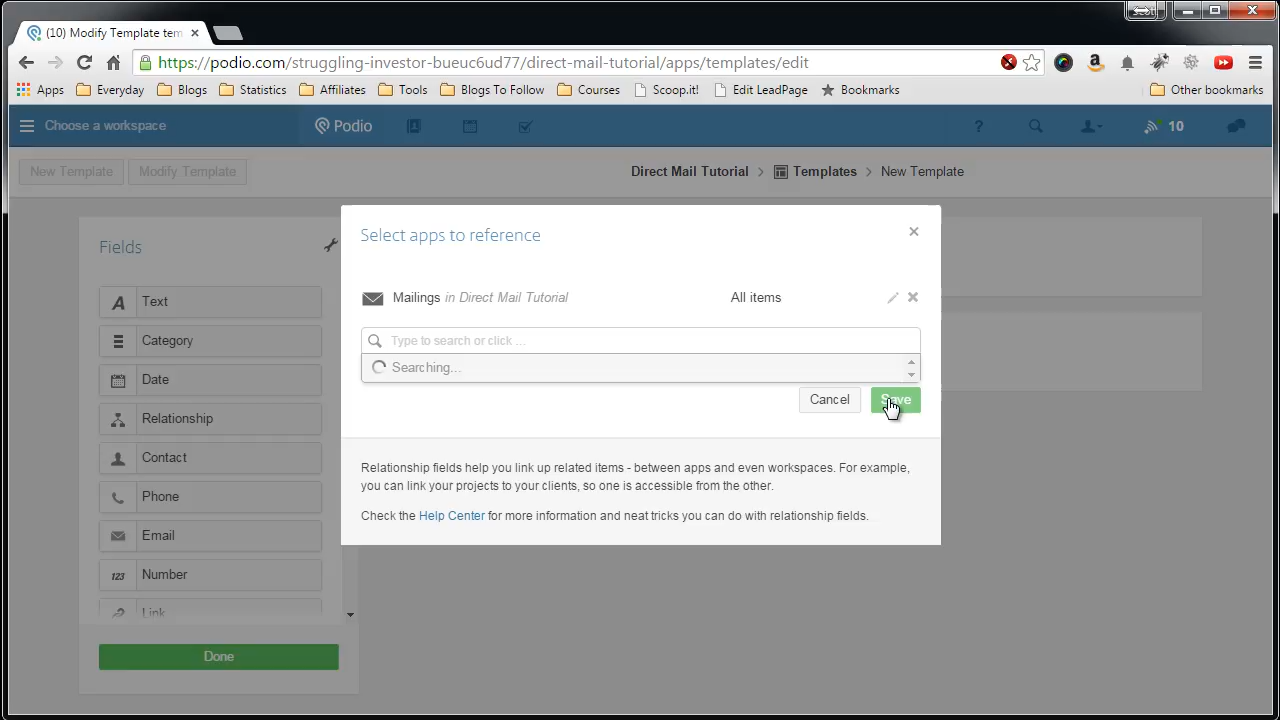 (10) Modify Template tem
https://podio.com/struggling-investor-bueuc6ud77/direct-mail-tutorial/apps/templates/edit
Apps Everyday Blogs Statistics Affiliates Tools Blogs To Follow Courses Scoop.it! Edit LeadPage Bookmarks Other bookmarks
Choose a workspace Podio ? 10
New Template Modify Template Direct Mail Tutorial > Templates > New Template
Select apps to reference
Fields
Mailings in Direct Mail Tutorial All items
A Text
Type to search or click ...
Category
Searching...
Date
Cancel Save
Relationship
Contact
Relationship fields help you link up related items - between apps and even workspaces. For example,
you can link your projects to your clients, so one is accessible from the other.
Phone
Check the Help Center for more information and neat tricks you can do with relationship fields.
Email
123 Number
Link
Done